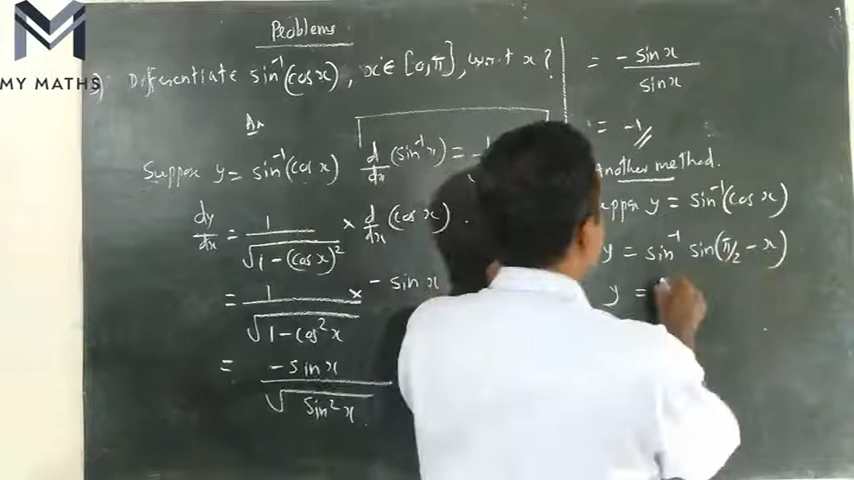 MY MATHS
Problems
Differentiate sin⁻¹(cos x), x ∈ [0, π], w.r.t x?
An
Suppose y = sin⁻¹(cos x)
d/dx (sin⁻¹x) = 1
dy/dx = 1/√(1-(cos x)²) × d/dx (cos x)
= 1/√(1-cos²x) × -sin x
= -sin x/√(sin²x)
= -sin x/sin x
= -1
Another method.
y = sin⁻¹(cos x)
y = sin⁻¹ sin(π/2 - x)
y =